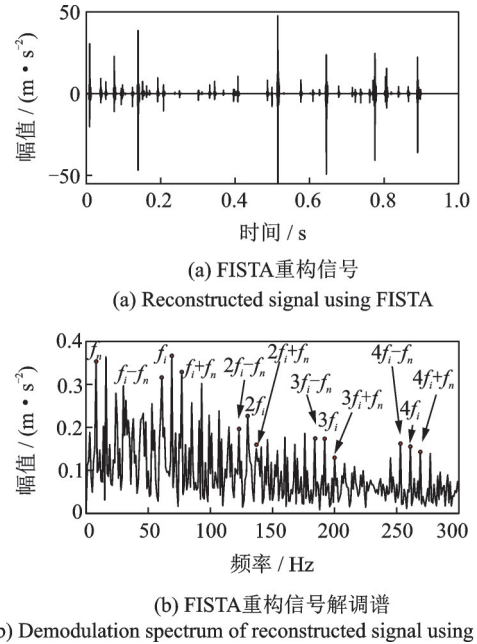 50
0
−50
幅值 / (m • s⁻²)
0 0.2 0.4 0.6 0.8 1.0
时间 / s
(a) FISTA重构信号
(a) Reconstructed signal using FISTA
0.4
0.3
0.2
0.1
0
幅值 / (m • s⁻²)
fₙ
fᵢ−fₙ
fᵢ
fᵢ+fₙ
2fᵢ−fₙ
2fᵢ
2fᵢ+fₙ
3fᵢ−fₙ
3fᵢ
3fᵢ+fₙ
4fᵢ−fₙ
4fᵢ
4fᵢ+fₙ
0 50 100 150 200 250 300
频率 / Hz
(b) FISTA重构信号解调谱
) Demodulation spectrum of reconstructed signal using